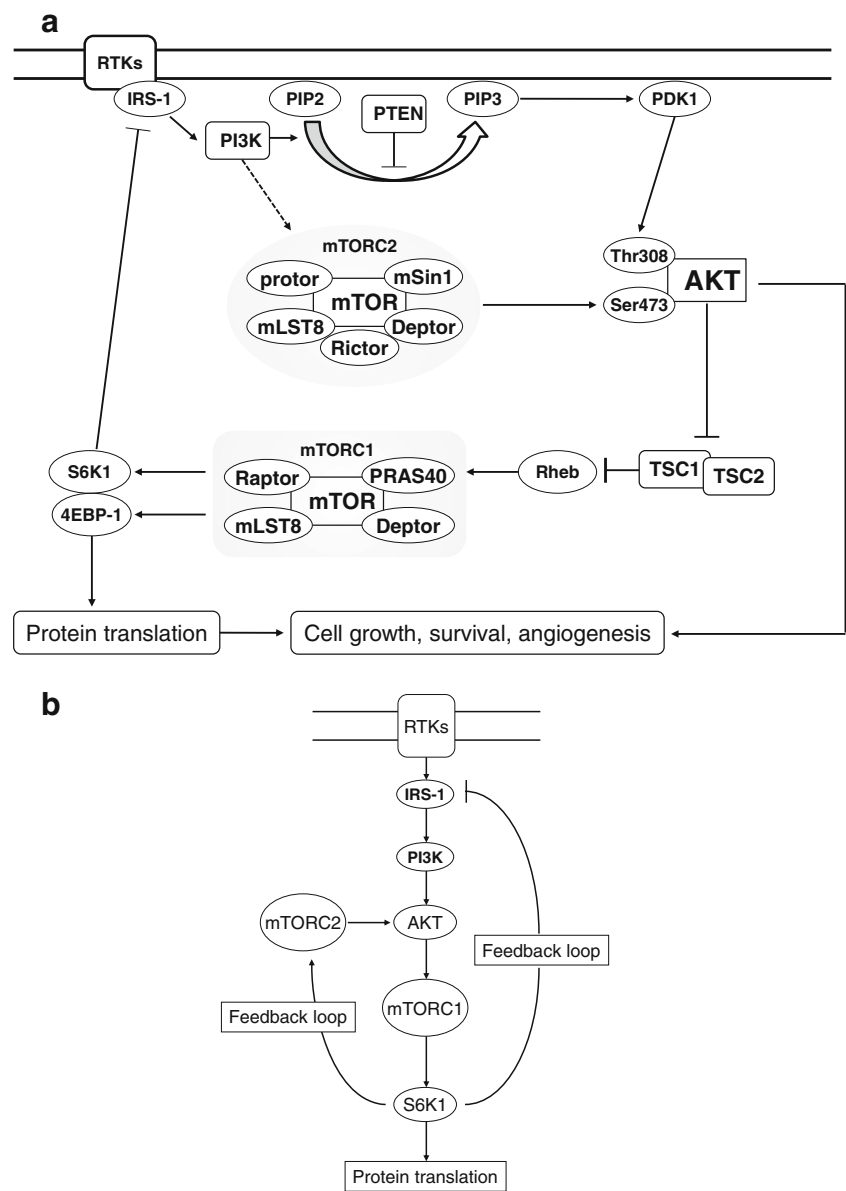 a
RTKs
IRS-1
PI3K
PIP2
PTEN
PIP3
PDK1
mTORC2
protor
mSin1
mTOR
mLST8
Deptor
Rictor
Thr308
AKT
Ser473
S6K1
4EBP-1
mTORC1
Raptor
PRAS40
mTOR
mLST8
Deptor
Rheb
TSC1
TSC2
Protein translation
Cell growth, survival, angiogenesis
b
RTKs
IRS-1
PI3K
mTORC2
AKT
Feedback loop
mTORC1
Feedback loop
S6K1
Protein translation